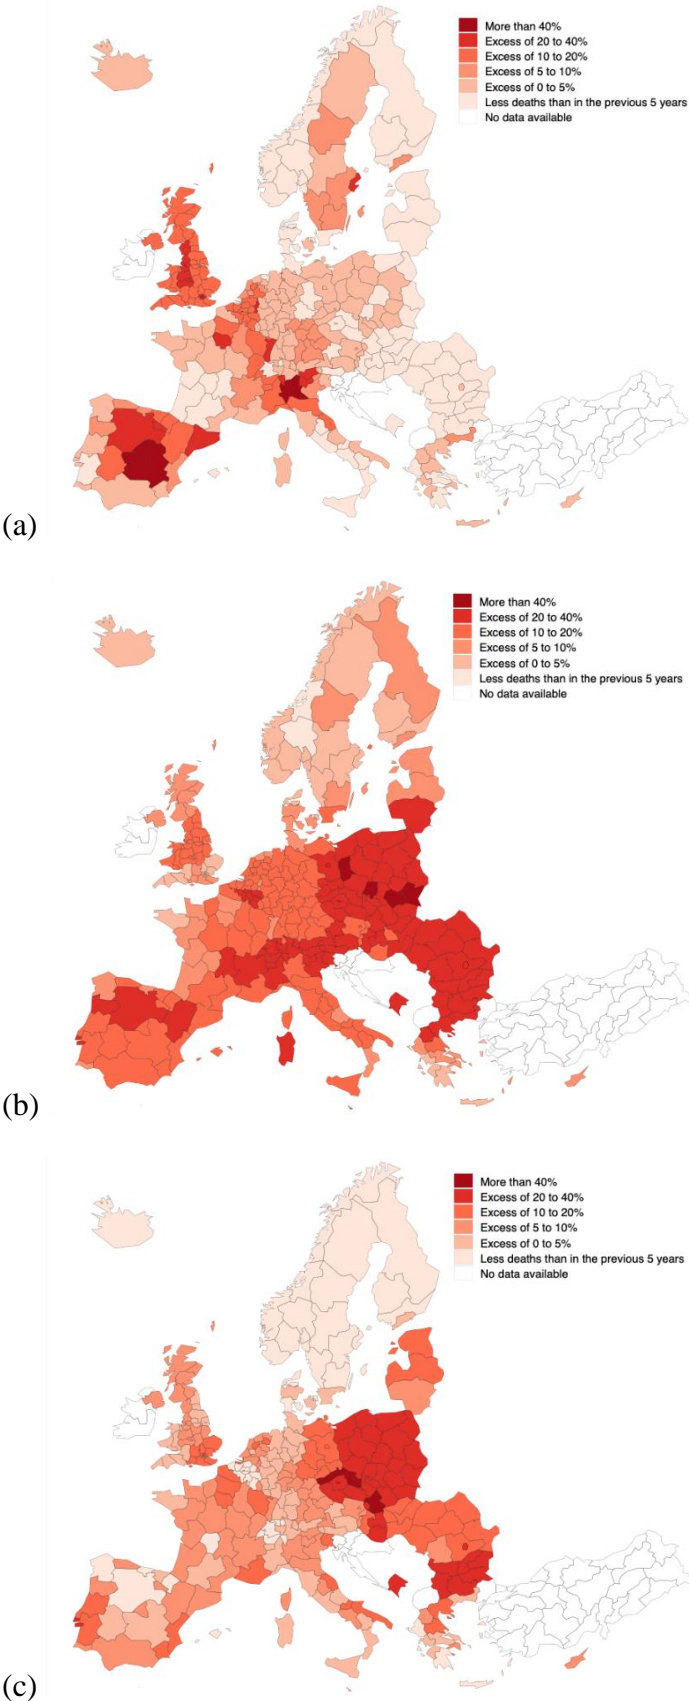 More than 40%
Excess of 20 to 40%
Excess of 10 to 20%
Excess of 5 to 10%
Excess of 0 to 5%
Less deaths than in the previous 5 years
No data available
(a)
More than 40%
Excess of 20 to 40%
Excess of 10 to 20%
Excess of 5 to 10%
Excess of 0 to 5%
Less deaths than in the previous 5 years
No data available
(b)
More than 40%
Excess of 20 to 40%
Excess of 10 to 20%
Excess of 5 to 10%
Excess of 0 to 5%
Less deaths than in the previous 5 years
No data available
(c)